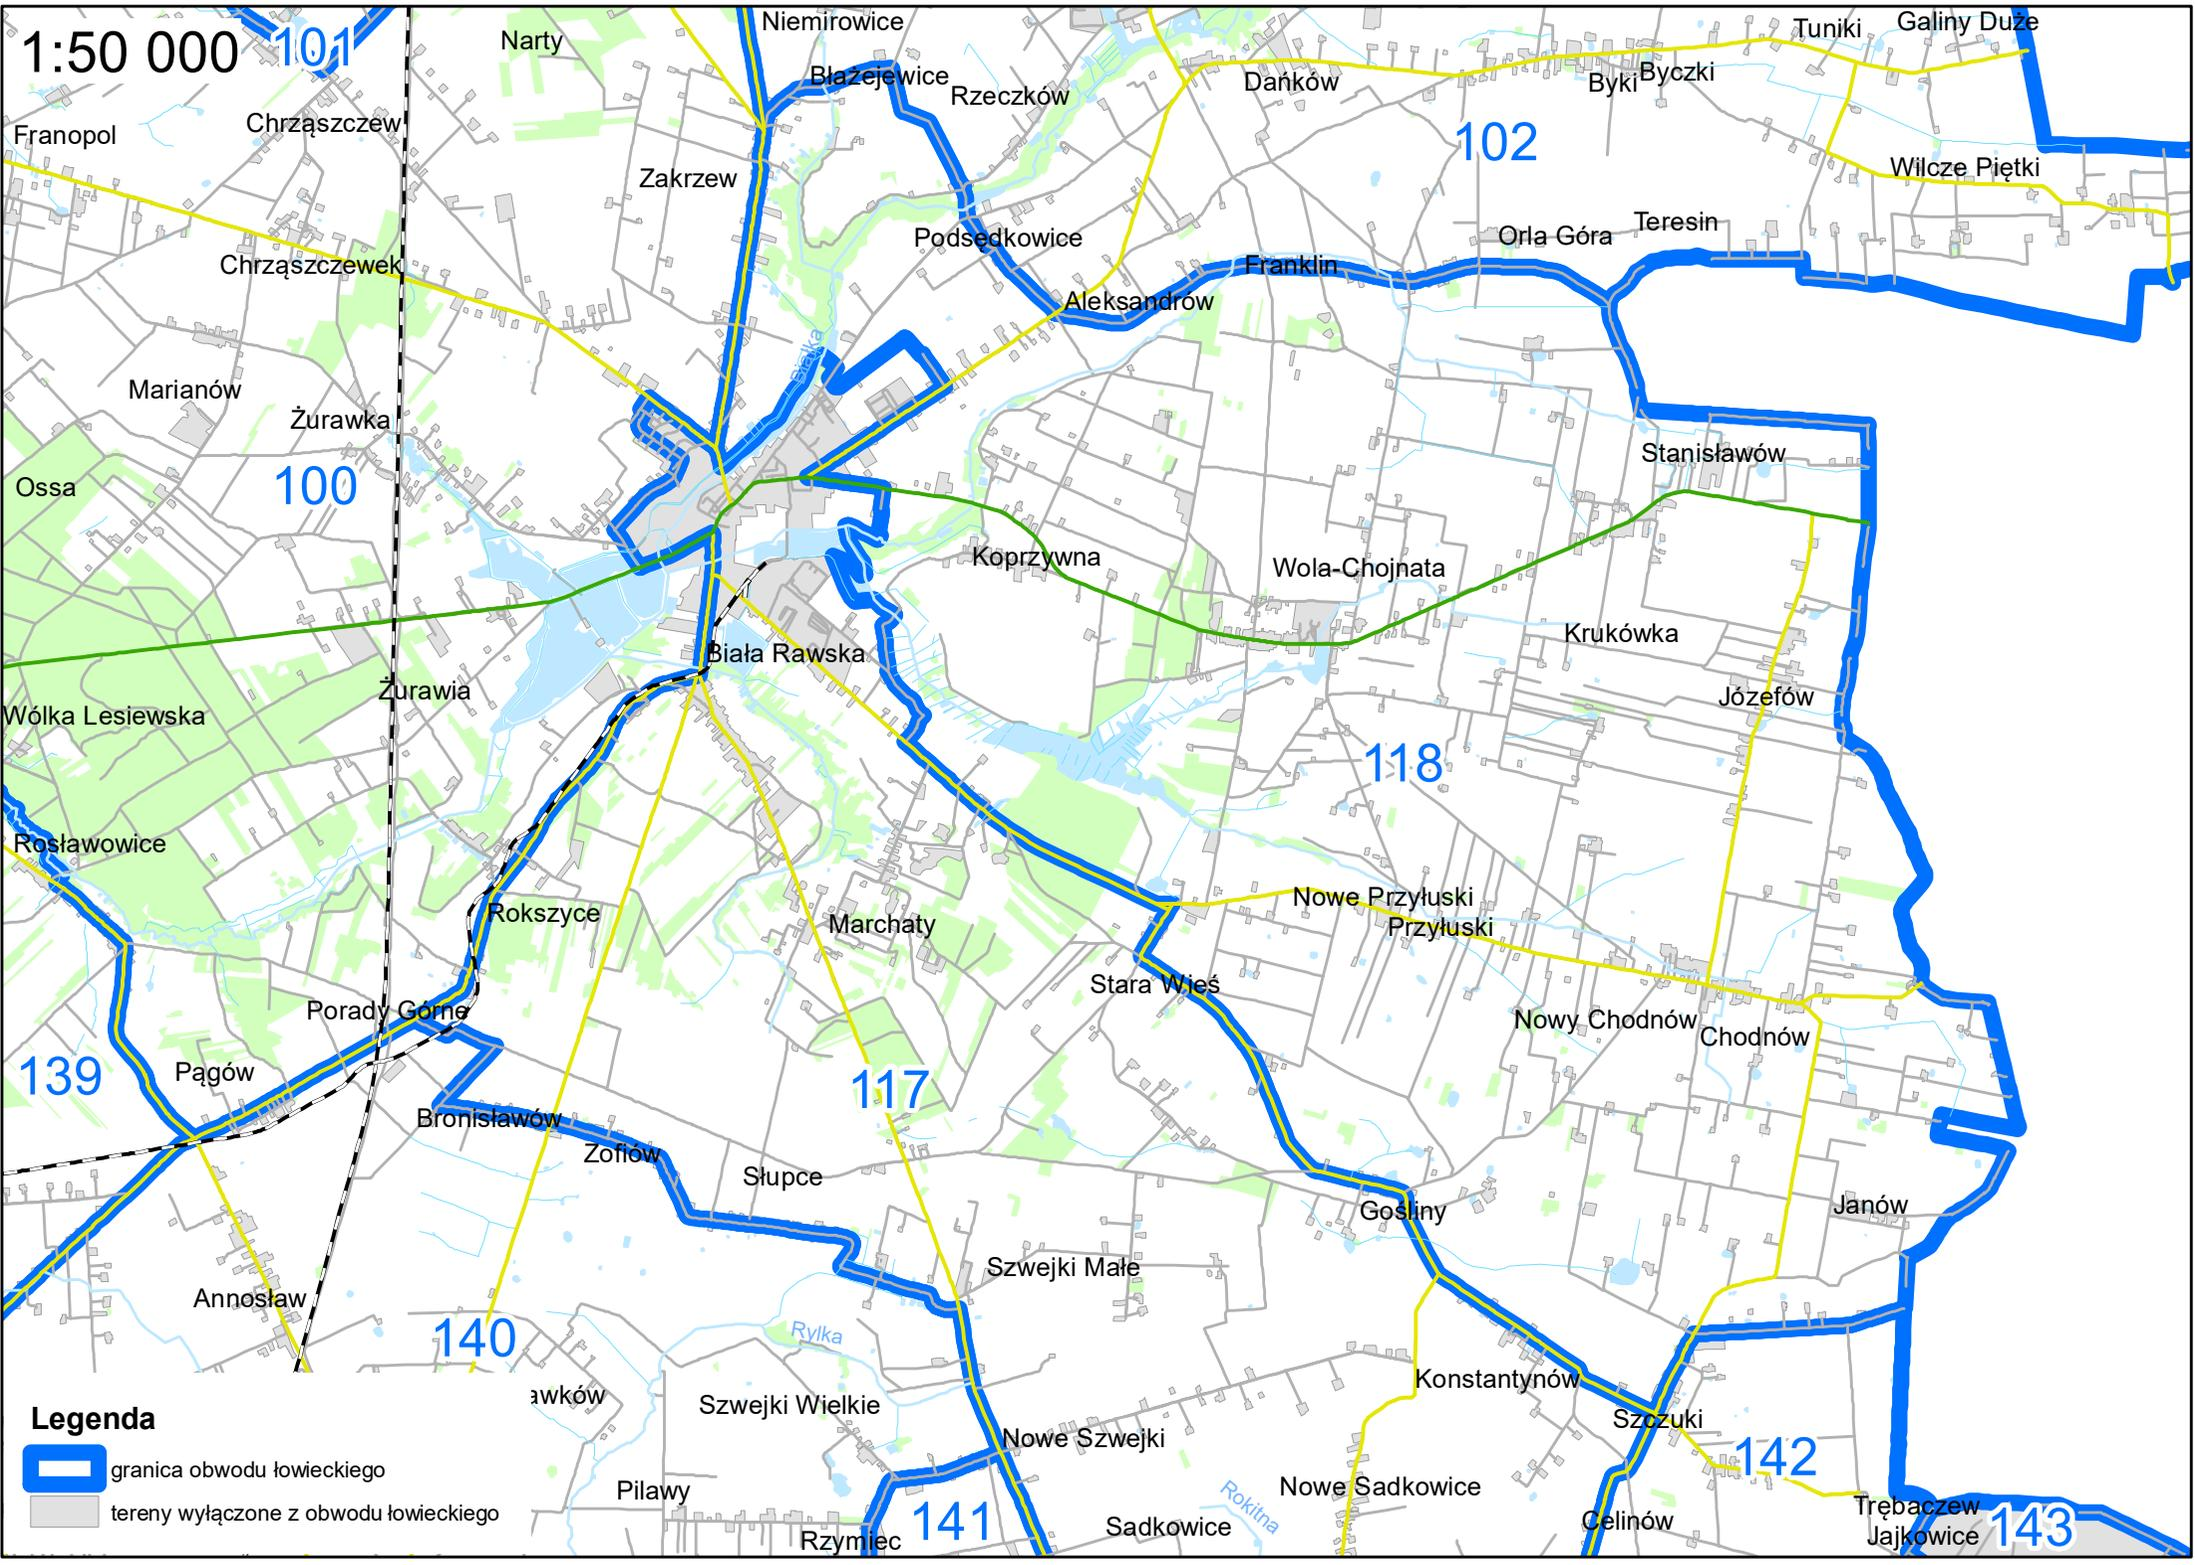 1:50 000
101
Narty
Niemirowice
Tuniki
Galiny Duże
Błażejewice
Rzeczków
Dańków
Byki
Byczki
Franopol
Chrząszczew
102
Zakrzew
Wilcze Piętki
Podsędkowice
Orla Góra
Teresin
Chrząszczewek
Franklin
Aleksandrów
Białka
Marianów
Żurawka
Stanisławów
100
Ossa
Koprzywna
Wola-Chojnata
Krukówka
Biała Rawska
Żurawia
Józefów
Wólka Lesiewska
118
Rosławowice
Rokszyce
Marchaty
Nowe Przyłuski
Przyłuski
Stara Wieś
Porady Górne
Nowy Chodnów
Chodnów
139
Pągów
117
Bronisławów
Zofiów
Słupce
Janów
Gośliny
Szwejki Małe
Annosław
140
Rylka
Konstantynów
awków
Szwejki Wielkie
Szczuki
Nowe Szwejki
142
Legenda
granica obwodu łowieckiego
tereny wyłączone z obwodu łowieckiego
Pilawy
Nowe Sadkowice
Rokitna
141
Rzymiec
Sadkowice
Celinów
Trębaczew
Jajkowice
143